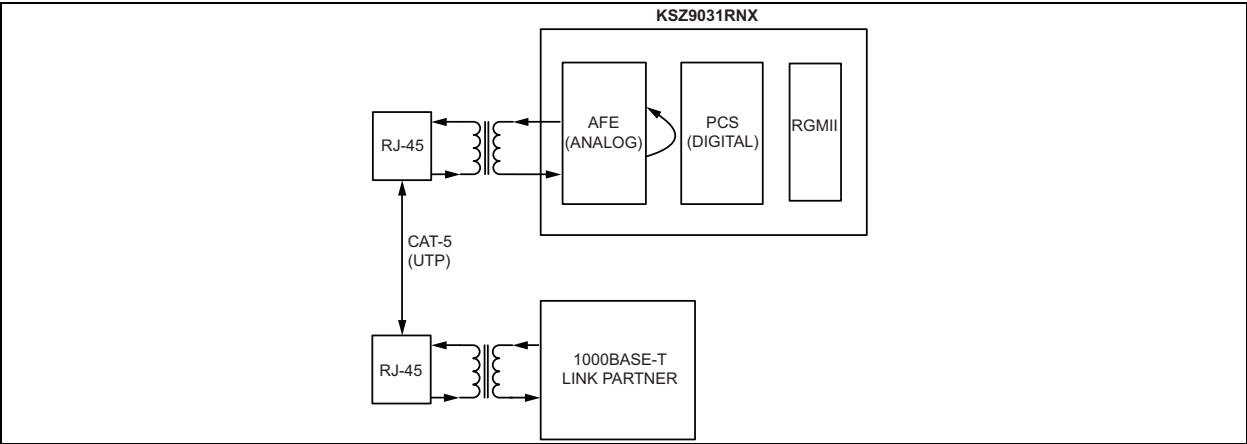 KSZ9031RNX
AFE
(ANALOG)
PCS
(DIGITAL)
RGMII
RJ-45
CAT-5
(UTP)
RJ-45
1000BASE-T
LINK PARTNER